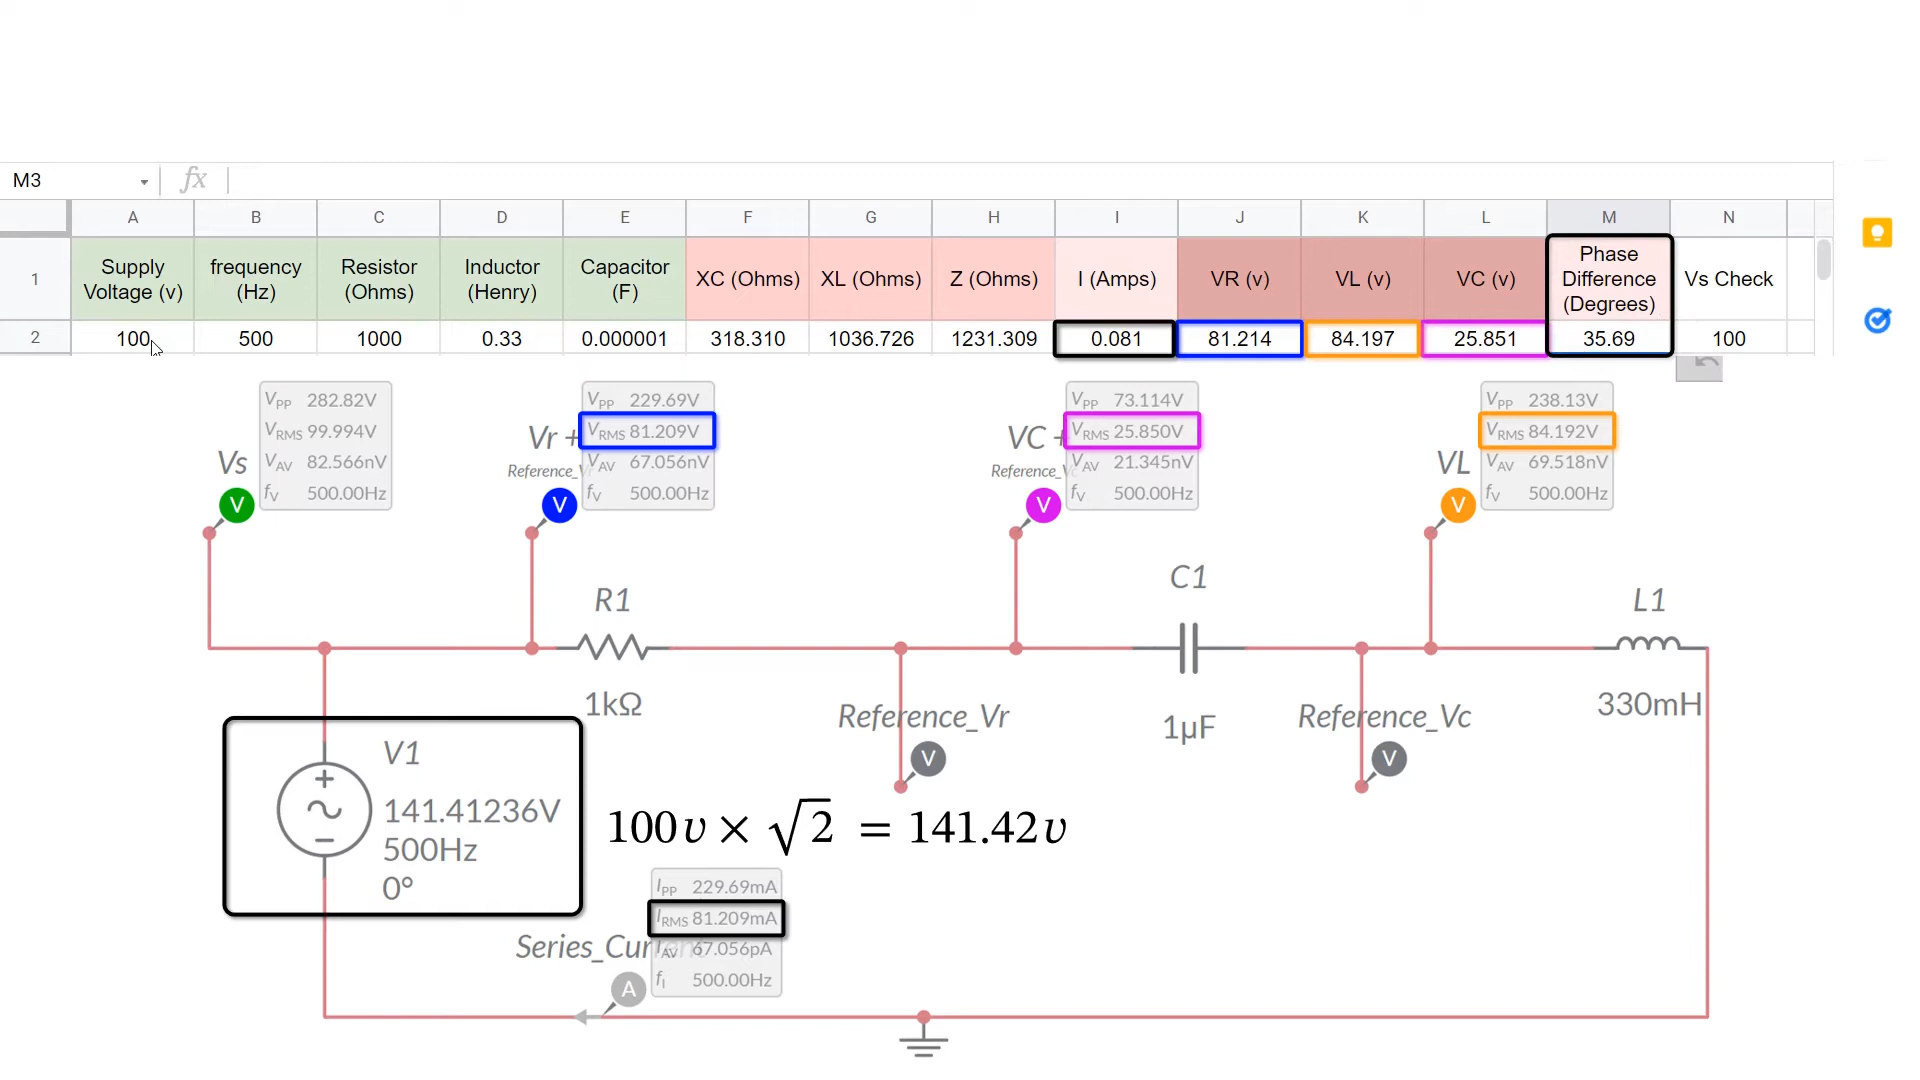 M3
fx
A B C D E F G H I J K L M N
1 Supply Voltage (v) frequency (Hz) Resistor (Ohms) Inductor (Henry) Capacitor (F) XC (Ohms) XL (Ohms) Z (Ohms) I (Amps) VR (v) VL (v) VC (v) Phase Difference (Degrees) Vs Check
2 100 500 1000 0.33 0.000001 318.310 1036.726 1231.309 0.081 81.214 84.197 25.851 35.69 100
Vs
V
VPP 282.82V
VRMS 99.994V
VAV 82.566nV
fV 500.00Hz
Vr +
Reference_Vr
V
VPP 229.69V
VRMS 81.209V
VAV 67.056nV
fV 500.00Hz
VC +
Reference_Vc
V
VPP 73.114V
VRMS 25.850V
VAV 21.345nV
fV 500.00Hz
VL
V
VPP 238.13V
VRMS 84.192V
VAV 69.518nV
fV 500.00Hz
R1
1kΩ
C1
1µF
L1
330mH
Reference_Vr
V
Reference_Vc
V
V1
141.41236V
500Hz
0°
100v × √2 = 141.42v
Series_Current
A
IPP 229.69mA
IRMS 81.209mA
IAV 67.056pA
fI 500.00Hz